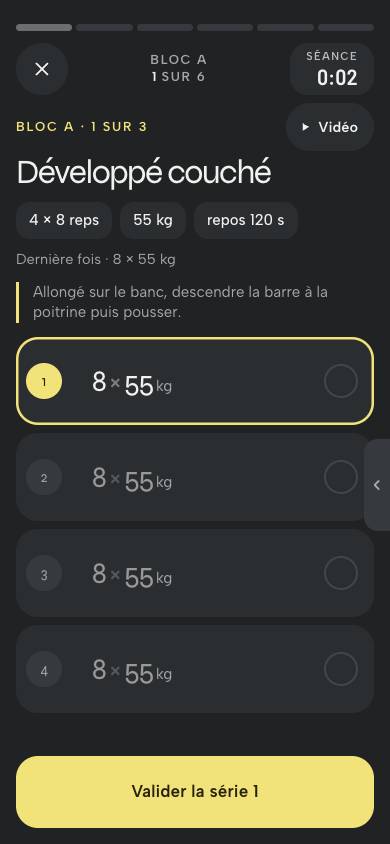 BLOC A
1 SUR 6
SÉANCE
0:02
BLOC A · 1 SUR 3
Vidéo
Développé couché
4 × 8 reps
55 kg
repos 120 s
Dernière fois · 8 × 55 kg
Allongé sur le banc, descendre la barre à la
poitrine puis pousser.
1 8 × 55 kg
2 8 × 55 kg
3 8 × 55 kg
4 8 × 55 kg
Valider la série 1